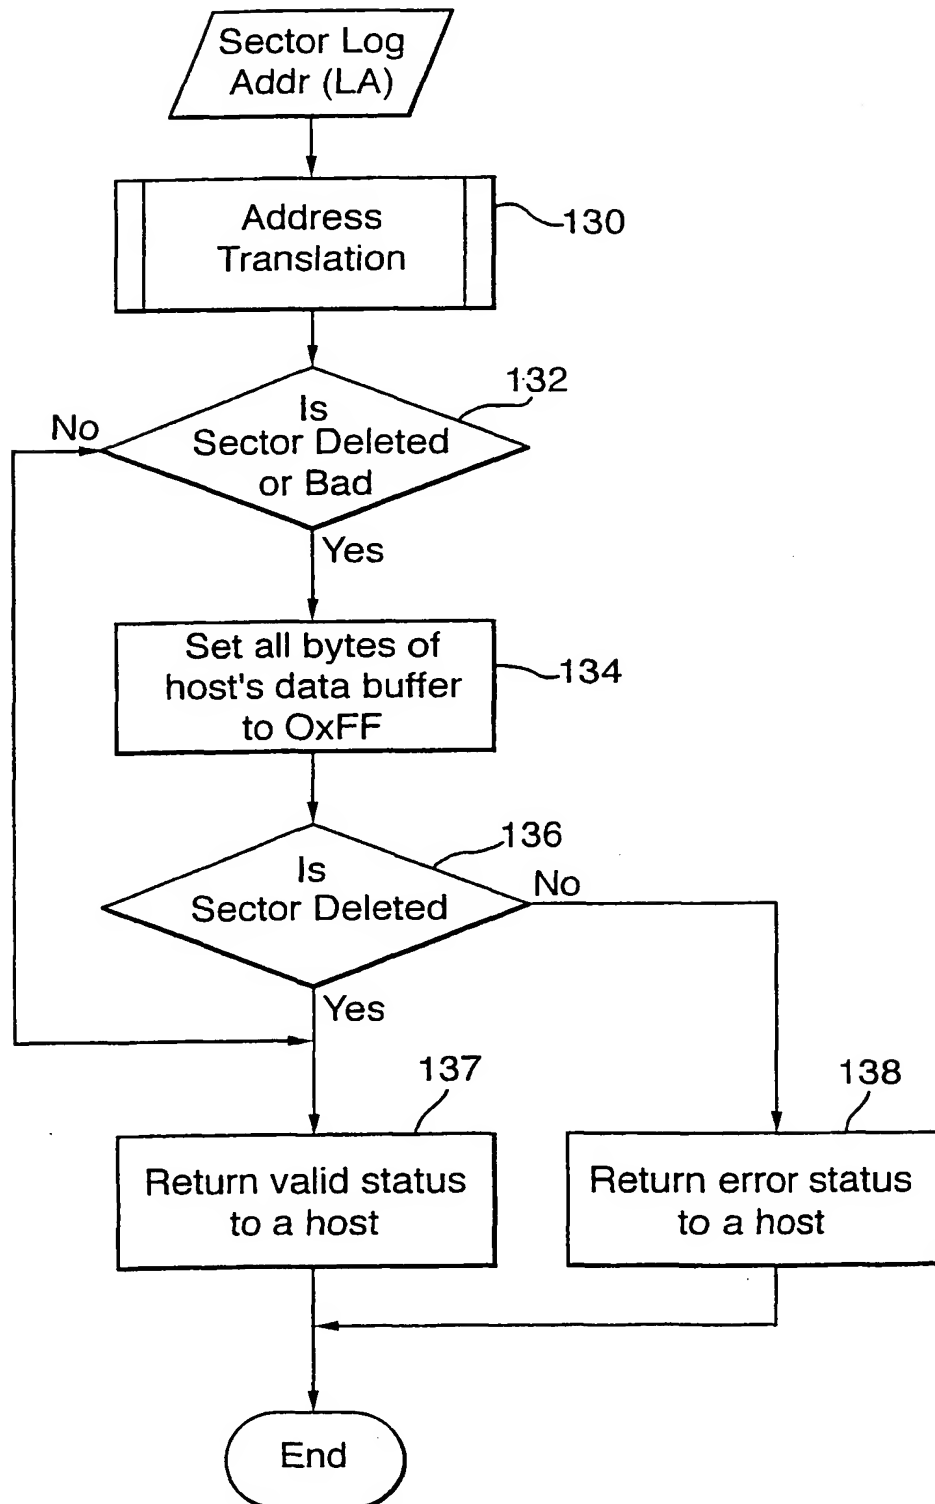 Sector Log
Addr (LA)
Address
Translation
130
132
No
Is
Sector Deleted
or Bad
Yes
Set all bytes of
host's data buffer
to OxFF
134
136
Is
Sector Deleted
No
Yes
137
138
Return valid status
to a host
Return error status
to a host
End